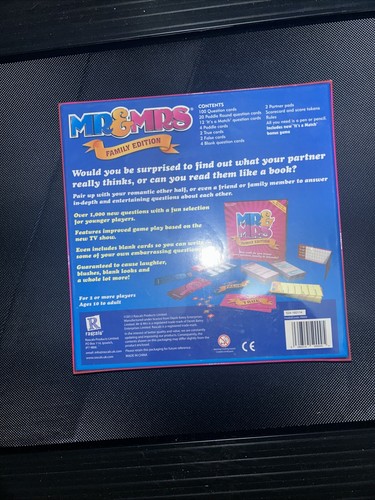 MR&MRS
FAMILY EDITION
CONTENTS
100 Question cards
20 Paddle Round question cards
12 'It's a Match' question cards
4 Paddle cards
2 True cards
2 False cards
4 Blank question cards
2 Partner pads
Scorecard and score tokens
Rules
All you need is a pen or pencil.
Includes new 'It's a Match'
bonus game
Would you be surprised to find out what your partner
really thinks, or can you read them like a book?
Pair up with your romantic other half, or even a friend or family member to answer
in-depth and entertaining questions about each other.
Over 1,000 new questions with a fun selection
for younger players.
Features improved game play based on the
new TV show.
Even includes blank cards so you can write
some of your own embarrassing questions
Guaranteed to cause laughter,
blushes, blank looks and
a whole lot more!
For 2 or more players
Ages 10 to adult
MR&MRS
FAMILY EDITION
Rascals
Rascals Products Limited
MADE IN CHINA
CE